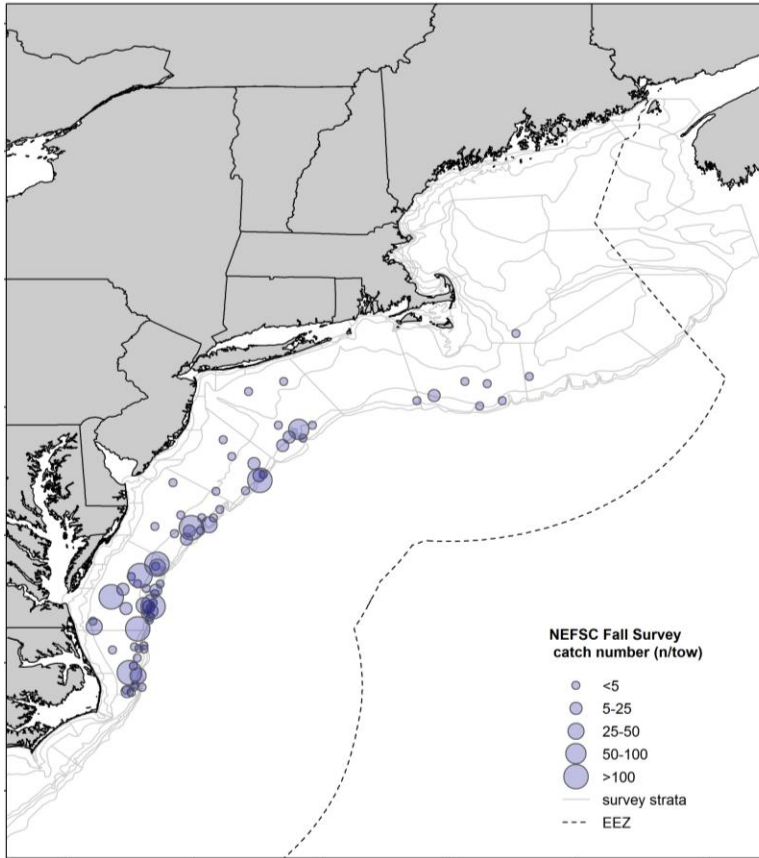 NEFSC Fall Survey
catch number (n/tow)
<5
5-25
25-50
50-100
>100
survey strata
EEZ